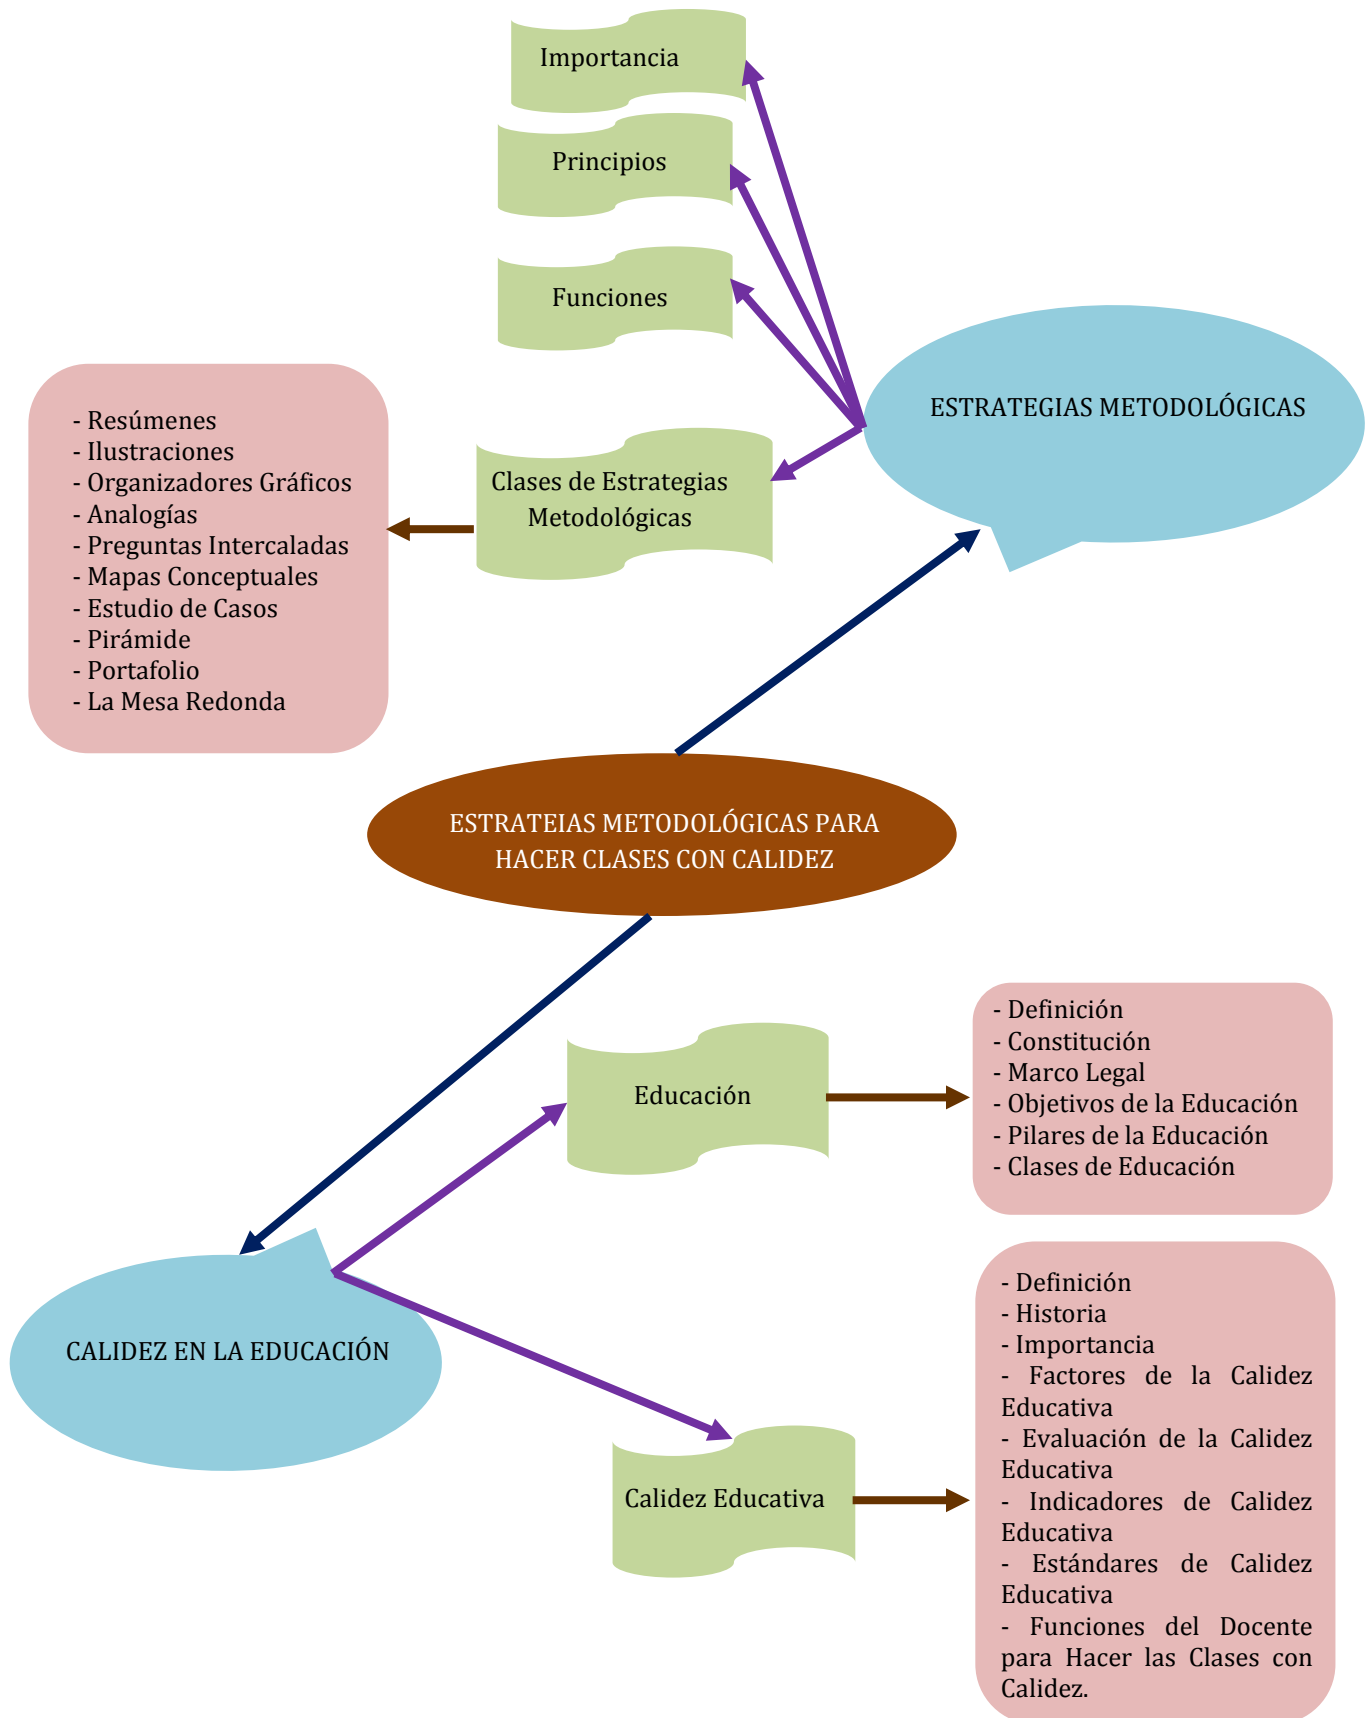 Importancia
Principios
Funciones
ESTRATEGIAS METODOLÓGICAS
Clases de Estrategias
Metodológicas
- Resúmenes
- Ilustraciones
- Organizadores Gráficos
- Analogías
- Preguntas Intercaladas
- Mapas Conceptuales
- Estudio de Casos
- Pirámide
- Portafolio
- La Mesa Redonda
ESTRATEIAS METODOLÓGICAS PARA
HACER CLASES CON CALIDEZ
Educación
- Definición
- Constitución
- Marco Legal
- Objetivos de la Educación
- Pilares de la Educación
- Clases de Educación
CALIDEZ EN LA EDUCACIÓN
Calidez Educativa
- Definición
- Historia
- Importancia
- Factores de la Calidez
Educativa
- Evaluación de la Calidez
Educativa
- Indicadores de Calidez
Educativa
- Estándares de Calidez
Educativa
- Funciones del Docente
para Hacer las Clases con
Calidez.